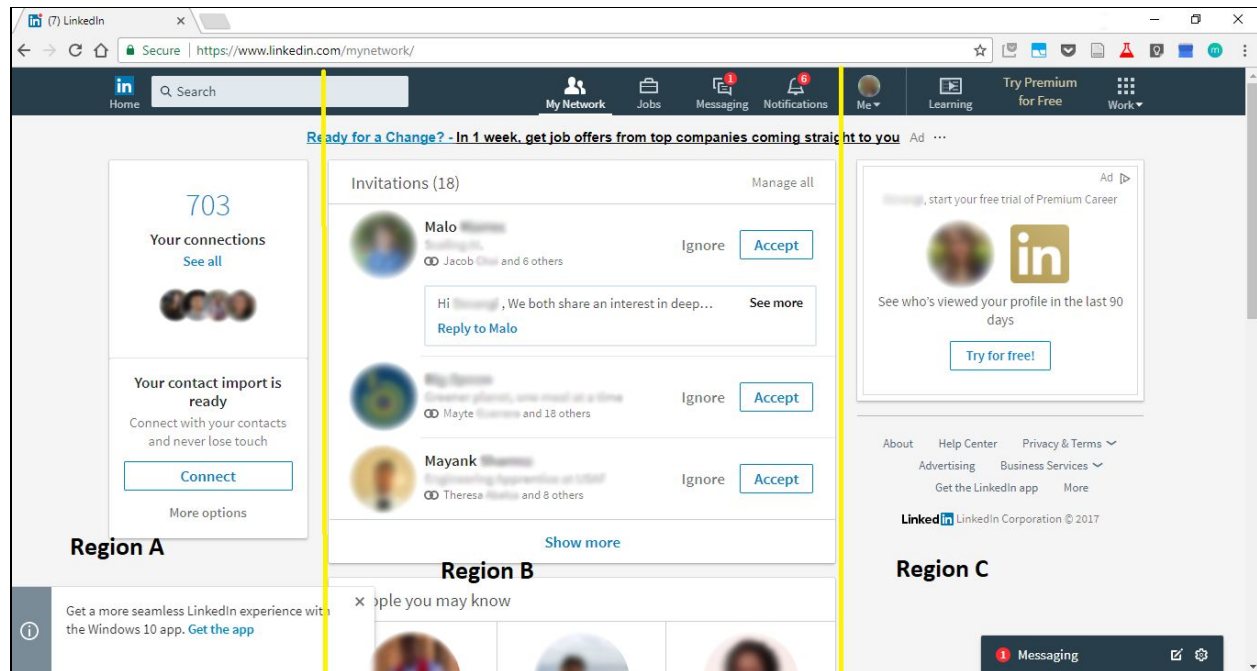 (7) LinkedIn
Secure https://www.linkedin.com/mynetwork/
in
Home
Search
My Network
Jobs
1
Messaging
6
Notifications
Me
Learning
Try Premium
for Free
Work
Ready for a Change? - In 1 week, get job offers from top companies coming straight to you Ad ...
703
Your connections
See all
Your contact import is
ready
Connect with your contacts
and never lose touch
Connect
More options
Region A
Get a more seamless LinkedIn experience with
the Windows 10 app. Get the app
Invitations (18) Manage all
Malo
Jacob and 6 others
Ignore Accept
Hi , We both share an interest in deep... See more
Reply to Malo
Mayte and 18 others
Ignore Accept
Mayank
Theresa and 8 others
Ignore Accept
Show more
Region B
ople you may know
Ad
, start your free trial of Premium Career
in
See who's viewed your profile in the last 90
days
Try for free!
About Help Center Privacy & Terms
Advertising Business Services
Get the LinkedIn app More
Linked in LinkedIn Corporation © 2017
Region C
1 Messaging